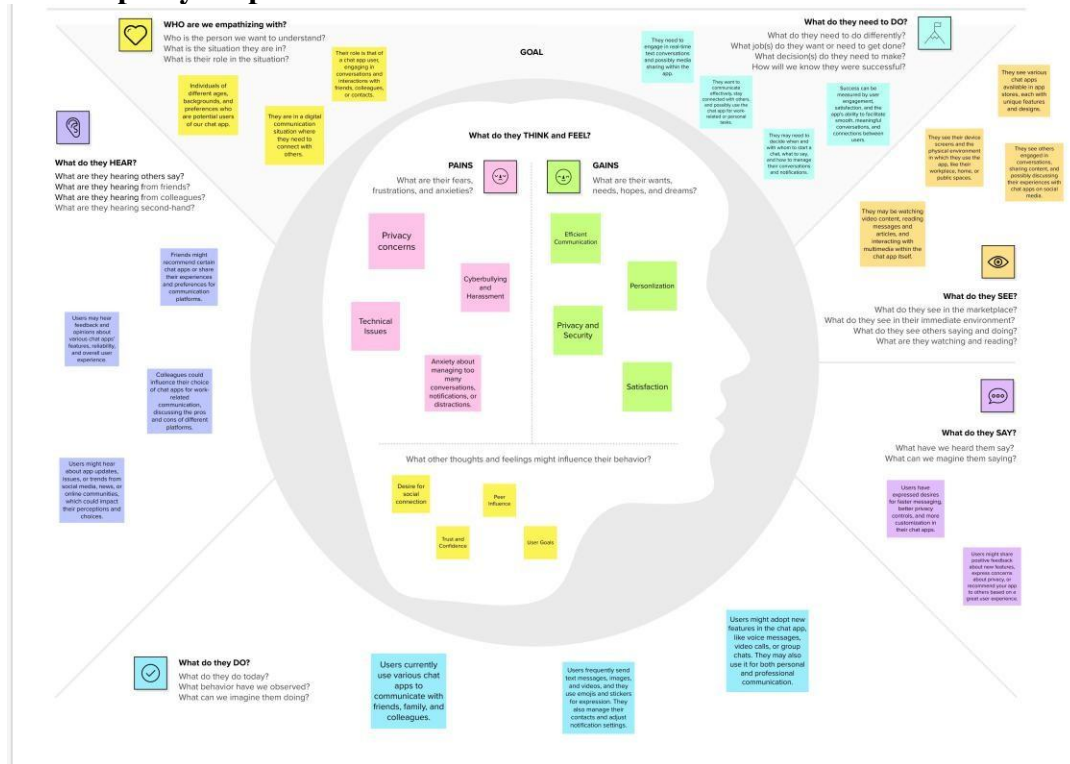 WHO are we empathizing with?
Who is the person we want to understand?
What is the situation they are in?
What is their role in the situation?
Individuals of
different ages,
backgrounds, and
preferences who
are potential users
of our chat app.
They are in a digital
communication
situation where
they need to
connect with
others.
Their role is that of
a chat app user,
engaging in
conversations and
interactions with
friends, colleagues,
or contacts.
GOAL
What do they need to DO?
What do they need to do differently?
What job(s) do they want or need to get done?
What decision(s) do they need to make?
How will we know they were successful?
They need to
engage in real-time
text conversations
and possibly media
sharing within the
app.
They want to
communicate
effectively, stay
connected with others,
and possibly use the
chat app for work-
related or personal
tasks.
They may need to
decide when and
with whom to start a
chat, what to say,
and how to manage
their conversations
and notifications.
Success can be
measured by user
engagement,
satisfaction, and the
app's ability to facilitate
smooth, meaningful
conversations, and
connections between
users.
They see various
chat apps
available in app
stores, each with
unique features
and designs.
They see their device
screens and the
physical environment
in which they use the
app, like their
workplace, home, or
public spaces.
They see others
engaged in
conversations,
sharing content, and
possibly discussing
their experiences with
chat apps on social
media.
They may be watching
video content, reading
messages and
articles, and
interacting with
multimedia within the
chat app itself.
What do they SEE?
What do they see in the marketplace?
What do they see in their immediate environment?
What do they see others saying and doing?
What are they watching and reading?
What do they HEAR?
What are they hearing others say?
What are they hearing from friends?
What are they hearing from colleagues?
What are they hearing second-hand?
Friends might
recommend certain
chat apps or share
their experiences
and preferences for
communication
platforms.
Users may hear
feedback and
opinions about
various chat apps'
features, reliability,
and overall user
experience.
Colleagues could
influence their choice
of chat apps for work-
related
communication,
discussing the pros
and cons of different
platforms.
Users might hear
about app updates,
issues, or trends from
social media, news, or
online communities,
which could impact
their perceptions and
choices.
What do they THINK and FEEL?
PAINS
What are their fears,
frustrations, and anxieties?
Privacy
concerns
Cyberbullying
and
Harassment
Technical
Issues
Anxiety about
managing too
many
conversations,
notifications, or
distractions.
GAINS
What are their wants,
needs, hopes, and dreams?
Efficient
Communication
Personlization
Privacy and
Security
Satisfaction
What other thoughts and feelings might influence their behavior?
Desire for
social
connection
Peer
Influence
Trust and
Confidence
User Goals
What do they SAY?
What have we heard them say?
What can we magine them saying?
Users have
expressed desires
for faster messaging,
better privacy
controls, and more
customization in
their chat apps.
Users might share
positive feedback
about new features,
express concerns
about privacy, or
recommend your app
to others based on a
great user experience.
What do they DO?
What do they do today?
What behavior have we observed?
What can we imagine them doing?
Users currently
use various chat
apps to
communicate with
friends, family, and
colleagues.
Users frequently send
text messages, images,
and videos, and they
use emojis and stickers
for expression. They
also manage their
contacts and adjust
notification settings.
Users might adopt new
features in the chat app,
like voice messages,
video calls, or group
chats. They may also
use it for both personal
and professional
communication.